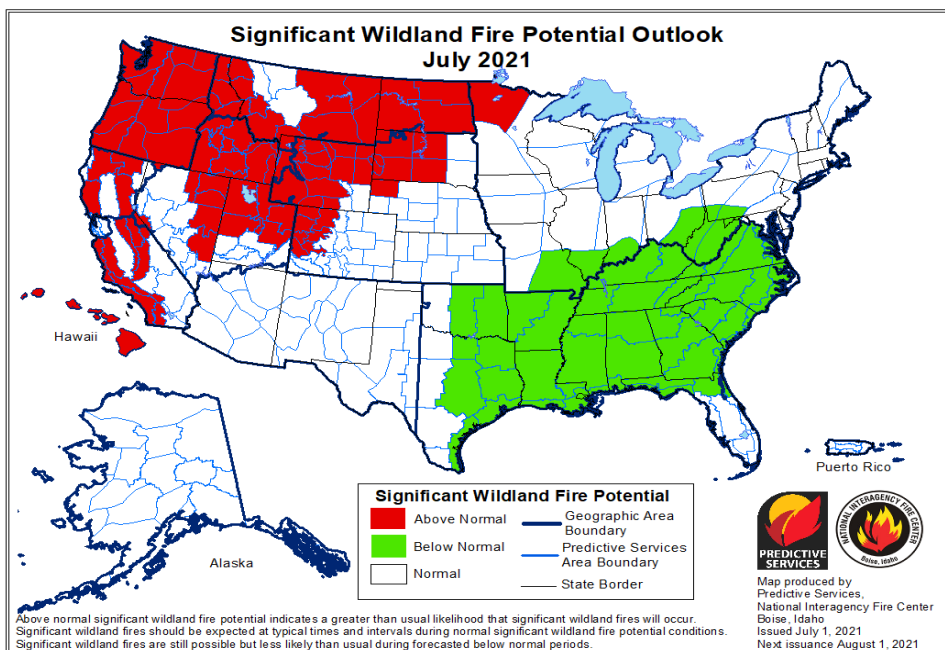 Significant Wildland Fire Potential Outlook
July 2021
Hawaii
Alaska
Puerto Rico
Significant Wildland Fire Potential
Above Normal
Below Normal
Normal
Geographic Area
Boundary
Predictive Services
Area Boundary
State Border
PREDICTIVE
SERVICES
NATIONAL INTERAGENCY FIRE CENTER
Boise, Idaho
Map produced by
Predictive Services,
National Interagency Fire Center
Boise, Idaho
Issued July 1, 2021
Next issuance August 1, 2021
Above normal significant wildland fire potential indicates a greater than usual likelihood that significant wildland fires will occur.
Significant wildland fires should be expected at typical times and intervals during normal significant wildland fire potential conditions.
Significant wildland fires are still possible but less likely than usual during forecasted below normal periods.